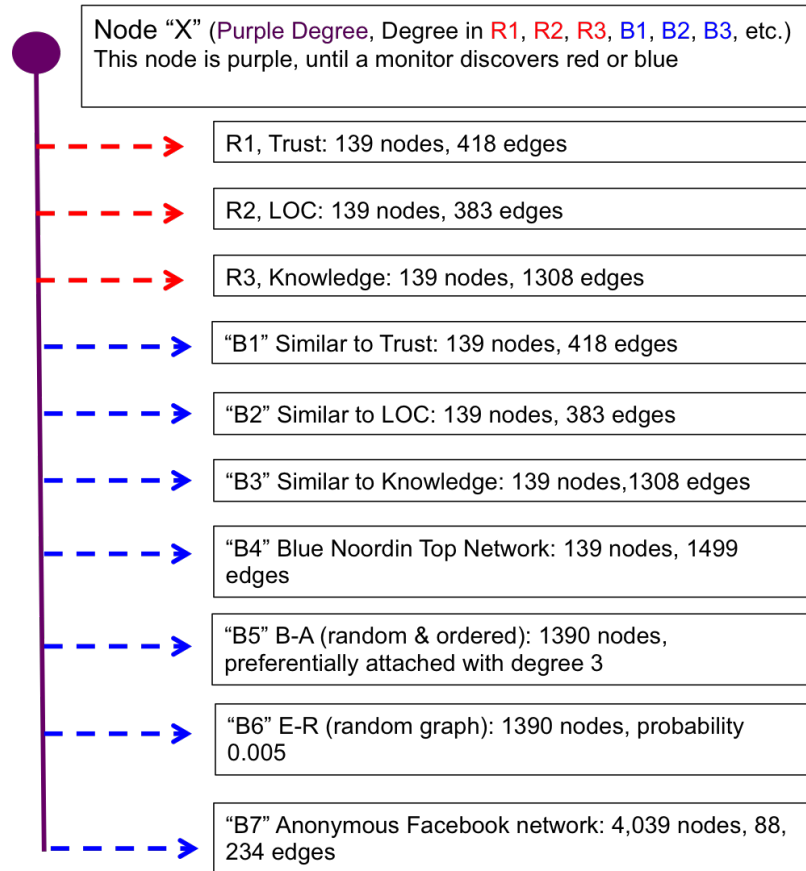 Node “X” (Purple Degree, Degree in R1, R2, R3, B1, B2, B3, etc.)
This node is purple, until a monitor discovers red or blue
R1, Trust: 139 nodes, 418 edges
R2, LOC: 139 nodes, 383 edges
R3, Knowledge: 139 nodes, 1308 edges
“B1” Similar to Trust: 139 nodes, 418 edges
“B2” Similar to LOC: 139 nodes, 383 edges
“B3” Similar to Knowledge: 139 nodes,1308 edges
“B4” Blue Noordin Top Network: 139 nodes, 1499
edges
“B5” B-A (random & ordered): 1390 nodes,
preferentially attached with degree 3
“B6” E-R (random graph): 1390 nodes, probability
0.005
“B7” Anonymous Facebook network: 4,039 nodes, 88,
234 edges